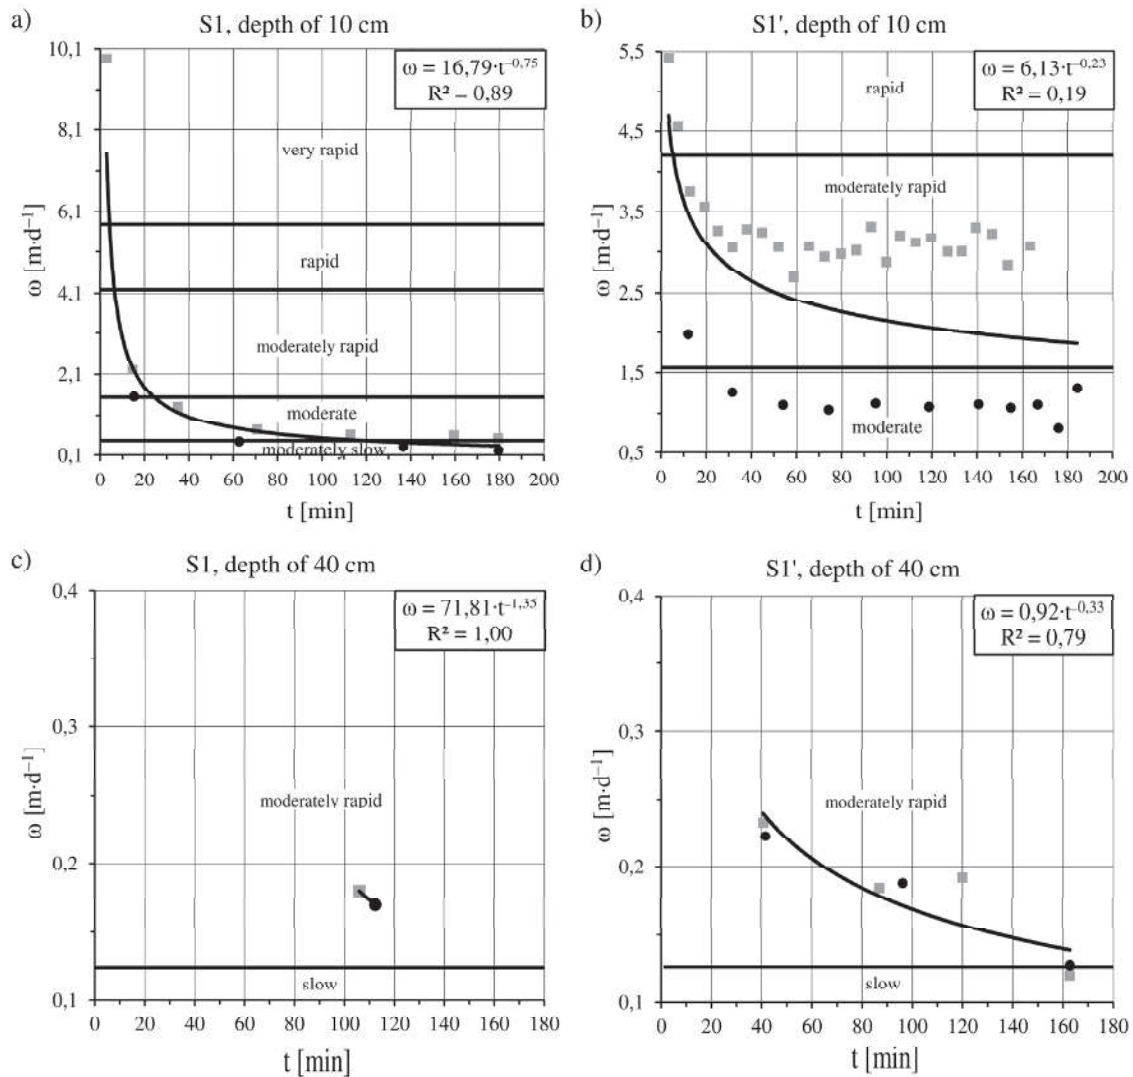 a)
S1, depth of 10 cm
10,1
8,1
6,1
4,1
2,1
0,1
ω [m·d⁻¹]
ω = 16,79·t⁻⁰,⁷⁵
R² – 0,89
very rapid
rapid
moderately rapid
moderate
moderately slow
0 20 40 60 80 100 120 140 160 180 200
t [min]
b)
S1', depth of 10 cm
5,5
4,5
3,5
2,5
1,5
0,5
ω [m·d⁻¹]
ω = 6,13·t⁻⁰,²³
R² = 0,19
rapid
moderately rapid
moderate
0 20 40 60 80 100 120 140 160 180 200
t [min]
c)
S1, depth of 40 cm
0,4
0,3
0,2
0,1
ω [m·d⁻¹]
ω = 71,81·t⁻¹,³⁵
R² = 1,00
moderately rapid
slow
0 20 40 60 80 100 120 140 160 180
t [min]
d)
S1', depth of 40 cm
0,4
0,3
0,2
0,1
ω [m·d⁻¹]
ω = 0,92·t⁻⁰,³³
R² = 0,79
moderately rapid
slow
0 20 40 60 80 100 120 140 160 180
t [min]